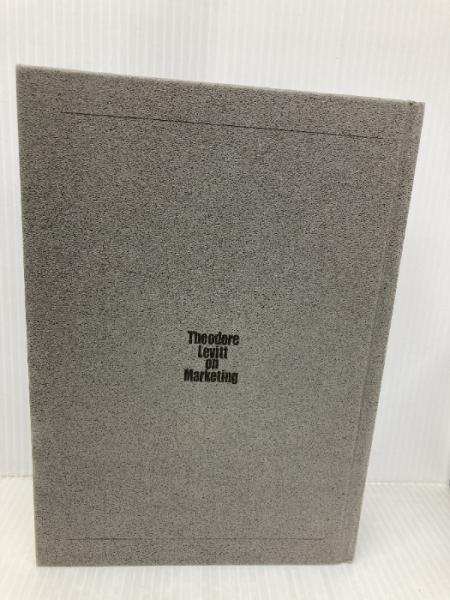 Theodore
Levitt
on
Marketing